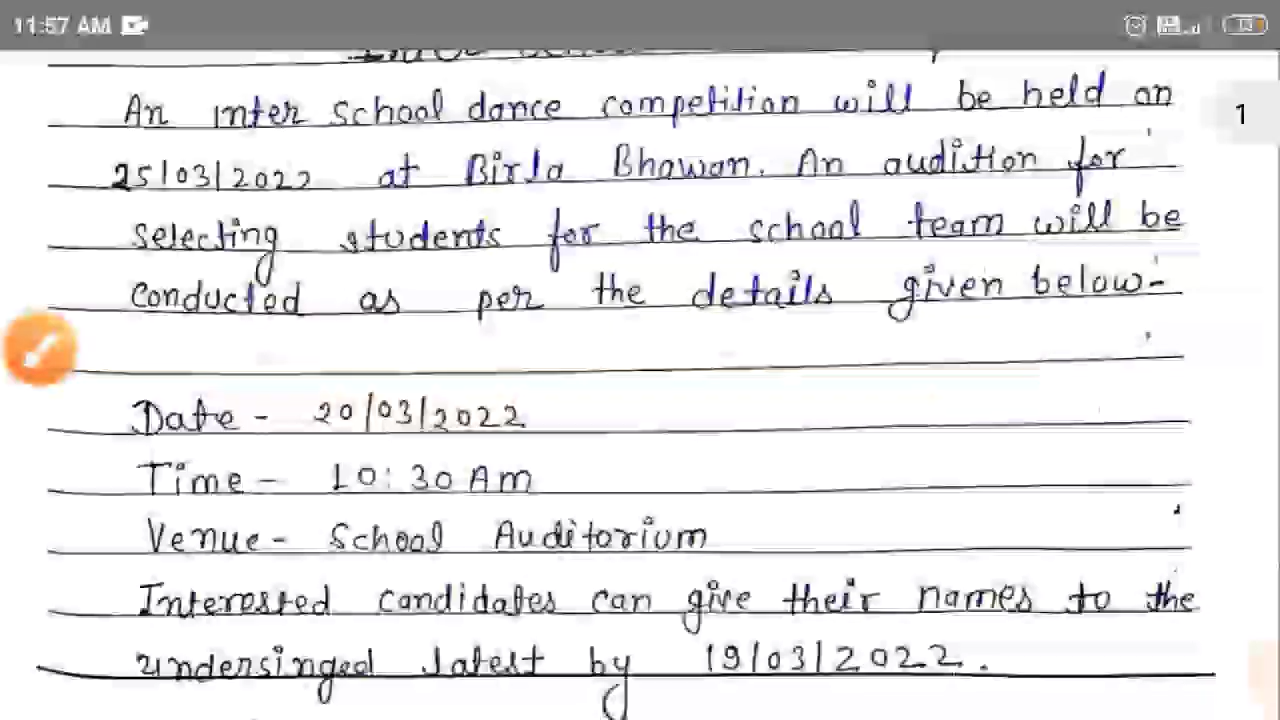 11:57 AM
1
An inter school dance competition will be held on
25/03/2022 at Birla Bhawan. An audition for
selecting students for the school team will be
conducted as per the details given below-
Date - 20/03/2022
Time - 10:30 Am
Venue - School Auditorium
Interested candidates can give their names to the
undersinged latest by 19/03/2022.